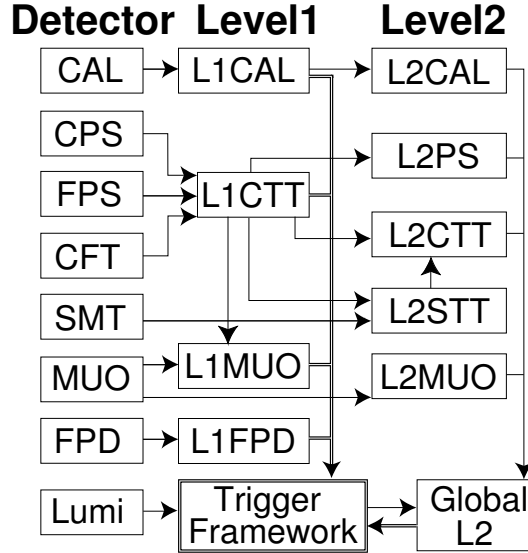 Detector Level1 Level2
CAL L1CAL L2CAL
CPS
L2PS
FPS L1CTT
CFT L2CTT
SMT L2STT
MUO L1MUO L2MUO
FPD L1FPD
Lumi
Trigger
Framework
Global
L2